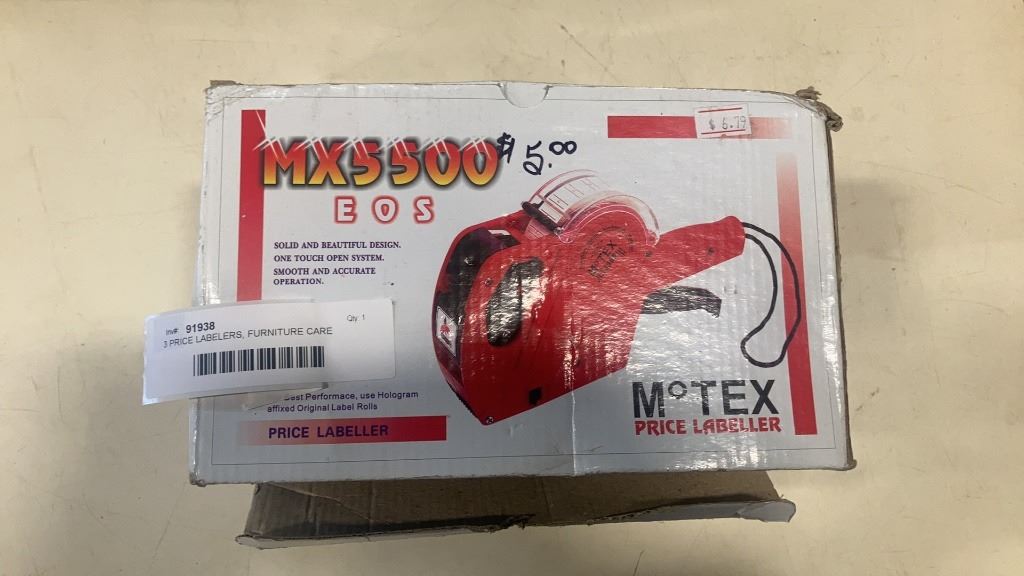 MX5500
$ 5.00
$ 6.79
EOS
SOLID AND BEAUTIFUL DESIGN.
ONE TOUCH OPEN SYSTEM.
SMOOTH AND ACCURATE
OPERATION.
MOTEX
Inv#: 91938
Qty: 1
3 PRICE LABELERS, FURNITURE CARE
Best Performace, use Hologram
affixed Original Label Rolls
PRICE LABELLER
MOTEX
PRICE LABELLER